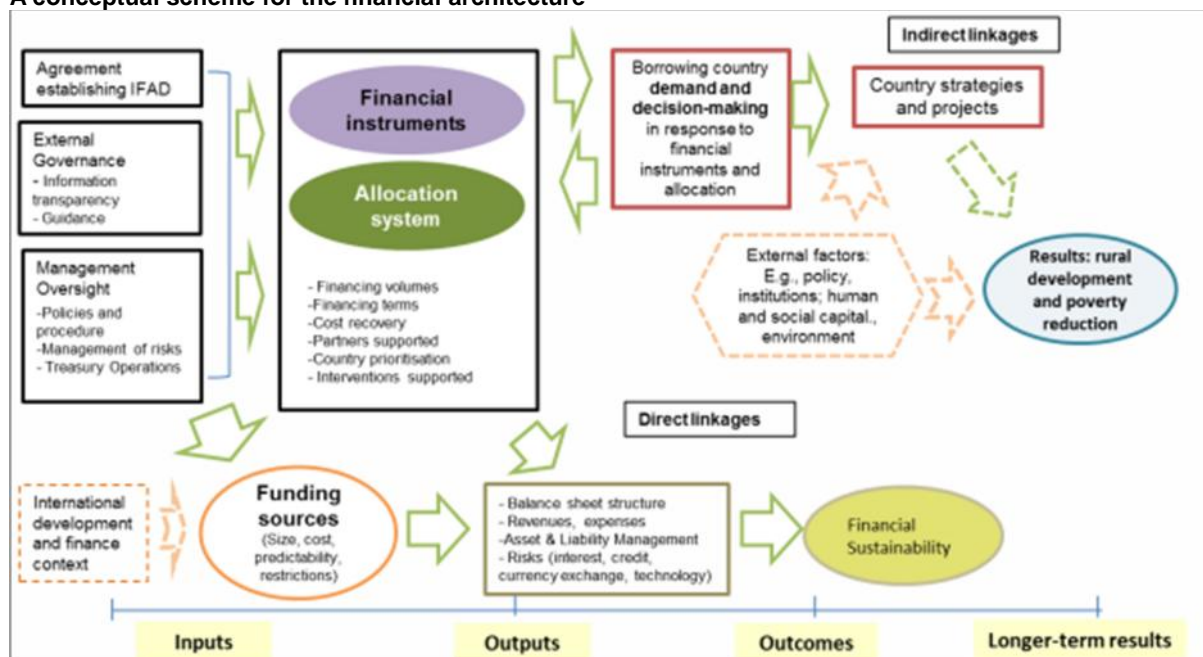 A conceptual scheme for the financial architecture
Agreement
establishing IFAD
External
Governance
- Information
transparency
- Guidance
Management
Oversight
-Policies and
procedure
-Management of risks
- Treasury Operations
Financial
instruments
Allocation
system
- Financing volumes
-Financing terms
-Cost recovery
-Partners supported
-Country prioritisation
-Interventions supported
Borrowing country
demand and
decision-making
in response to
financial
instruments and
allocation
Indirect linkages
Country strategies
and projects
External factors:
E.g., policy,
institutions; human
and social capital.,
environment
Results: rural
development
and poverty
reduction
Direct linkages
International
development
and finance
context
Funding
sources
(Size, cost,
predictability,
restrictions)
- Balance sheet structure
- Revenues, expenses
-Asset & Liability Management
- Risks (interest, credit,
currency exchange, technology)
Financial
Sustainability
Inputs
Outputs
Outcomes
Longer-term results